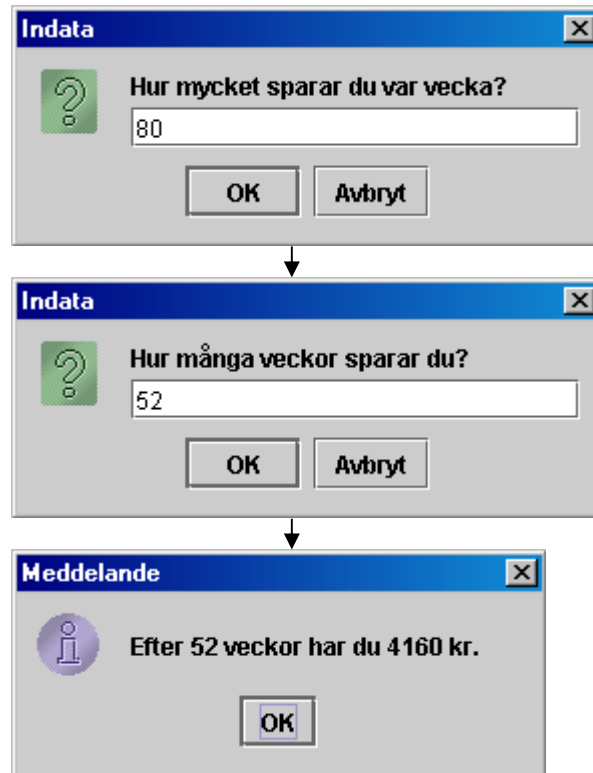 Indata
Hur mycket sparar du var vecka?
80
OK Avbryt
Indata
Hur många veckor sparar du?
52
OK Avbryt
Meddelande
Efter 52 veckor har du 4160 kr.
OK